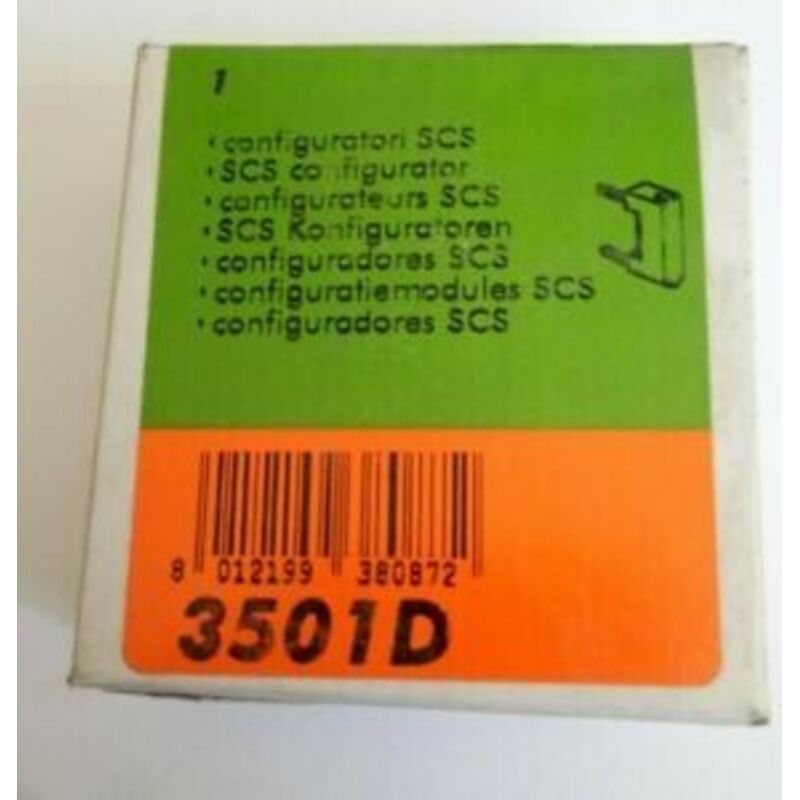 1
• configuratori SCS
• SCS configurator
• configurateurs SCS
• SCS Konfiguratoren
• configuradores SCS
• configuratiemodules SCS
• configuradores SCS
8 012199 380872
3501D